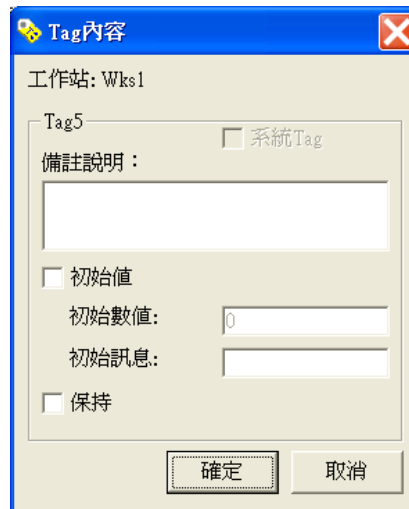 Tag內容
工作站: Wks1
Tag5
系統Tag
備註說明：
初始值
初始數值:
0
初始訊息:
保持
確定
取消